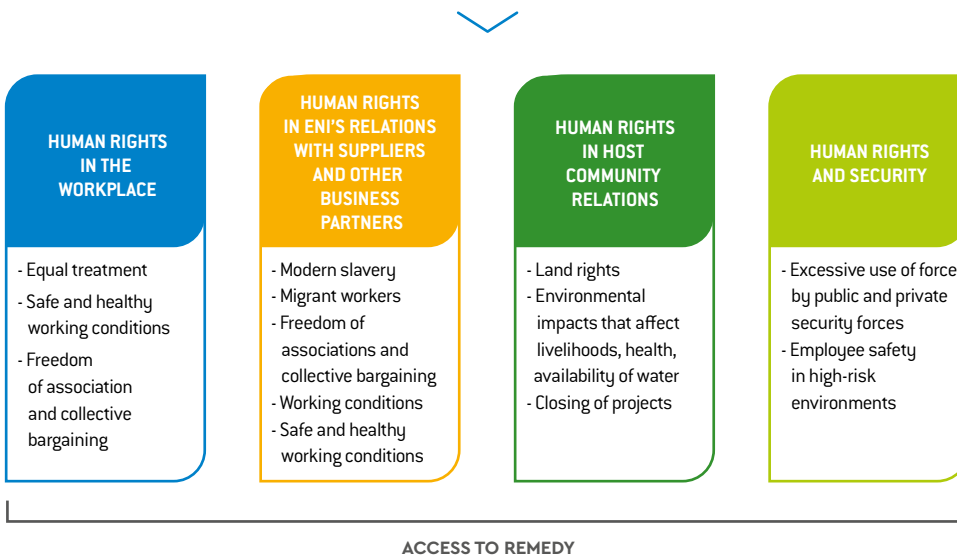 HUMAN RIGHTS
IN THE
WORKPLACE
- Equal treatment
- Safe and healthy
working conditions
- Freedom
of association
and collective
bargaining
HUMAN RIGHTS
IN ENI'S RELATIONS
WITH SUPPLIERS
AND OTHER
BUSINESS
PARTNERS
- Modern slavery
- Migrant workers
- Freedom of
associations and
collective bargaining
- Working conditions
- Safe and healthy
working conditions
HUMAN RIGHTS
IN HOST
COMMUNITY
RELATIONS
- Land rights
- Environmental
impacts that affect
livelihoods, health,
availability of water
- Closing of projects
HUMAN RIGHTS
AND SECURITY
- Excessive use of force
by public and private
security forces
- Employee safety
in high-risk
environments
ACCESS TO REMEDY